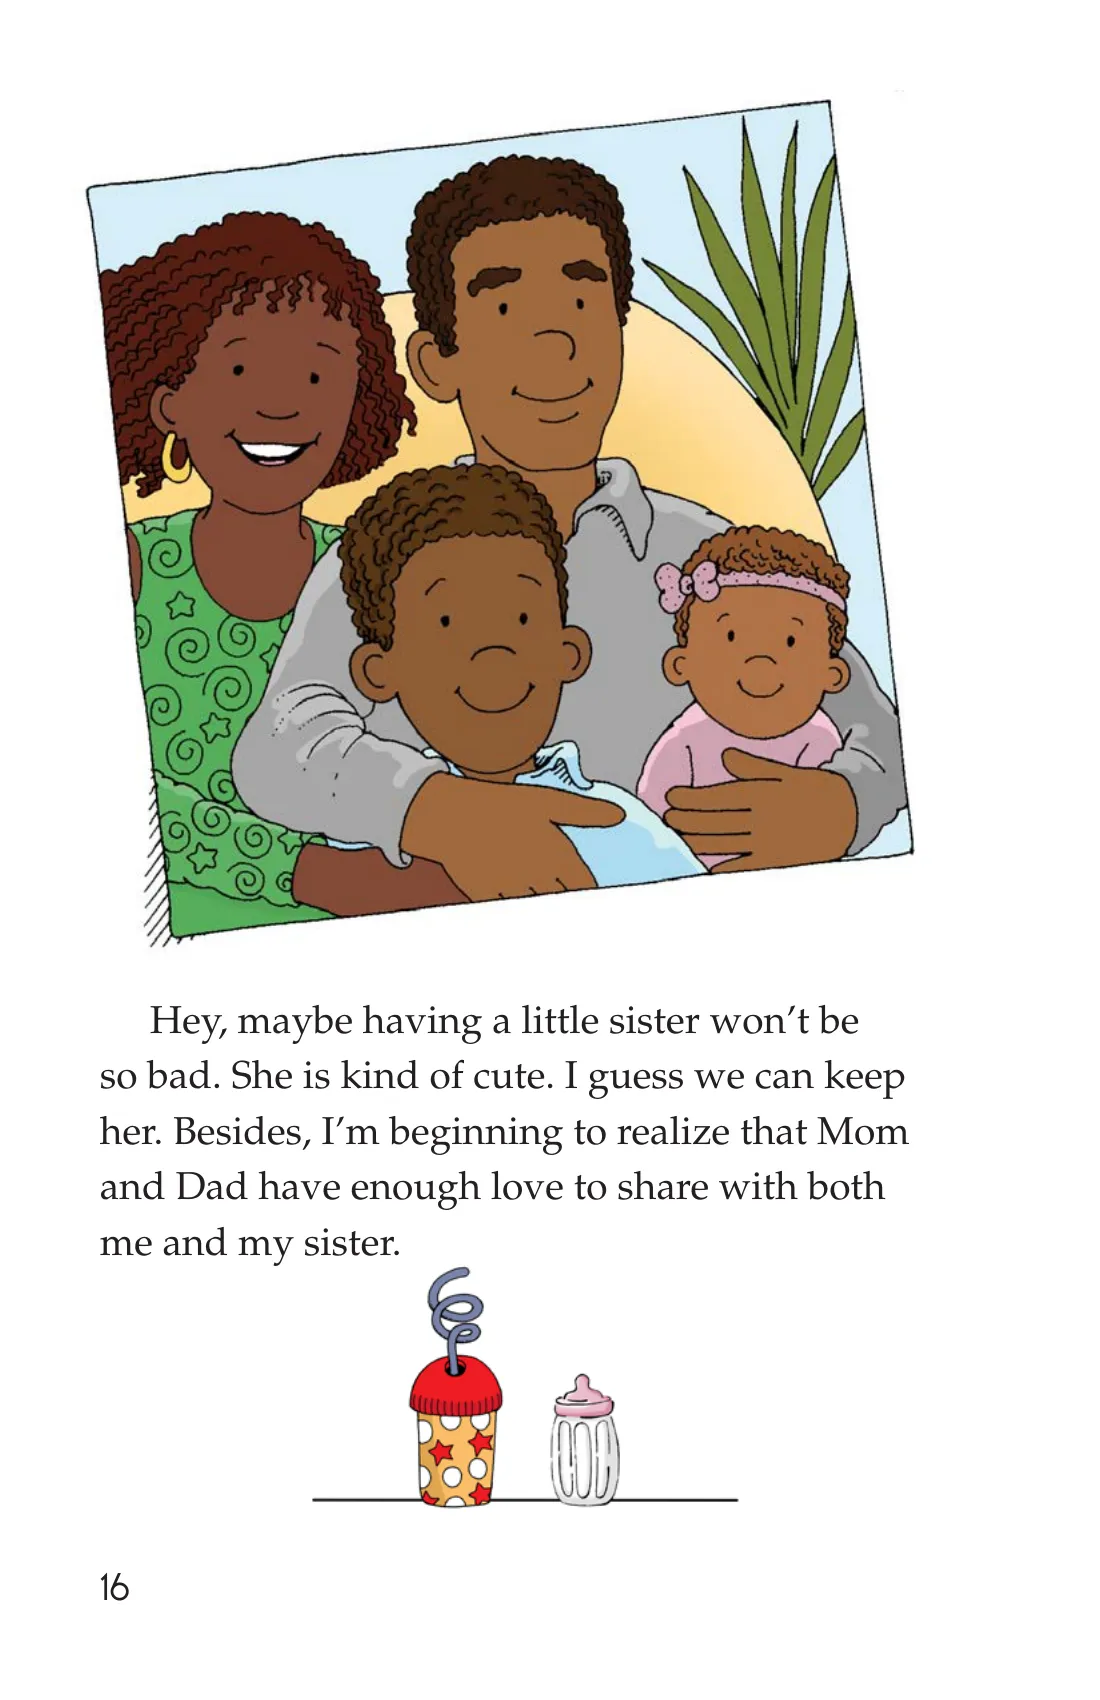 Hey, maybe having a little sister won’t be
so bad. She is kind of cute. I guess we can keep
her. Besides, I’m beginning to realize that Mom
and Dad have enough love to share with both
me and my sister.
16